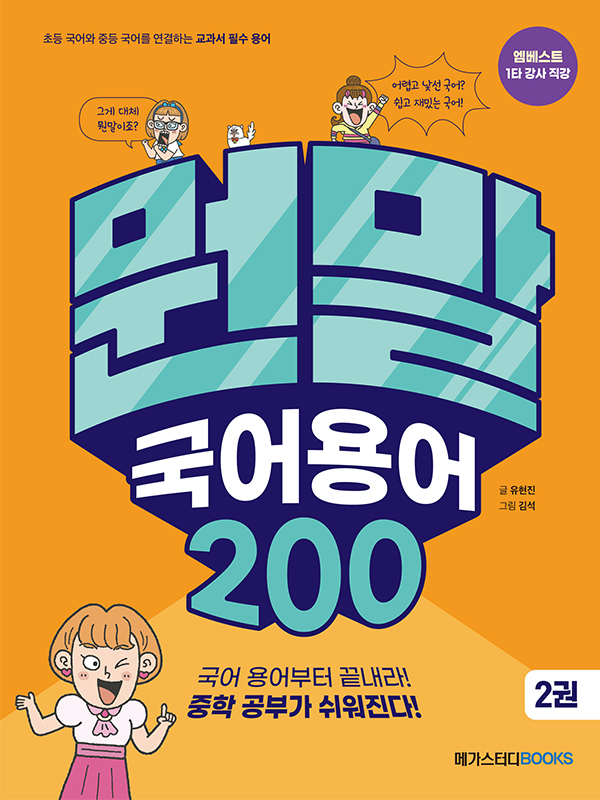 초등 국어와 중등 국어를 연결하는 교과서 필수 용어
엠베스트
1타 강사 직강
그게 대체
뭔말이죠?
어렵고 낯선 국어?
쉽고 재밌는 국어!
뭔말
국어용어
200
글 유현진
그림 김석
국어 용어부터 끝내라!
중학 공부가 쉬워진다!
2권
메가스터디BOOKS